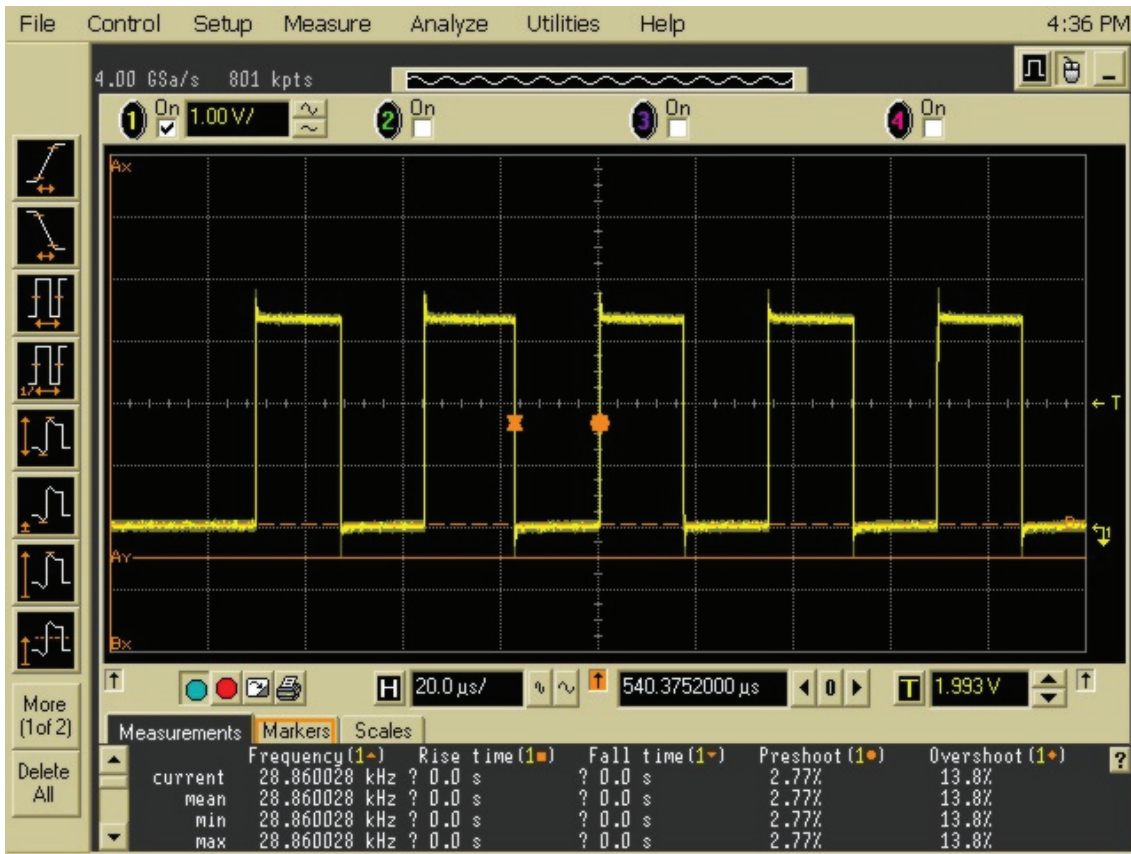 File Control Setup Measure Analyze Utilities Help 4:36 PM
4.00 GSa/s 801 kpts
1 On 1.00 V/ 2 On 3 On 4 On
Ax
T
1
Ay
Bx
H 20.0 µs/ 540.3752000 µs 0 T 1.993 V
More
(1 of 2)
Delete
All
Measurements Markers Scales
Frequency(1) Rise time(1) Fall time(1) Preshoot(1) Overshoot(1) ?
current 28.860028 kHz ? 0.0 s ? 0.0 s 2.77% 13.8%
mean 28.860028 kHz ? 0.0 s ? 0.0 s 2.77% 13.8%
min 28.860028 kHz ? 0.0 s ? 0.0 s 2.77% 13.8%
max 28.860028 kHz ? 0.0 s ? 0.0 s 2.77% 13.8%